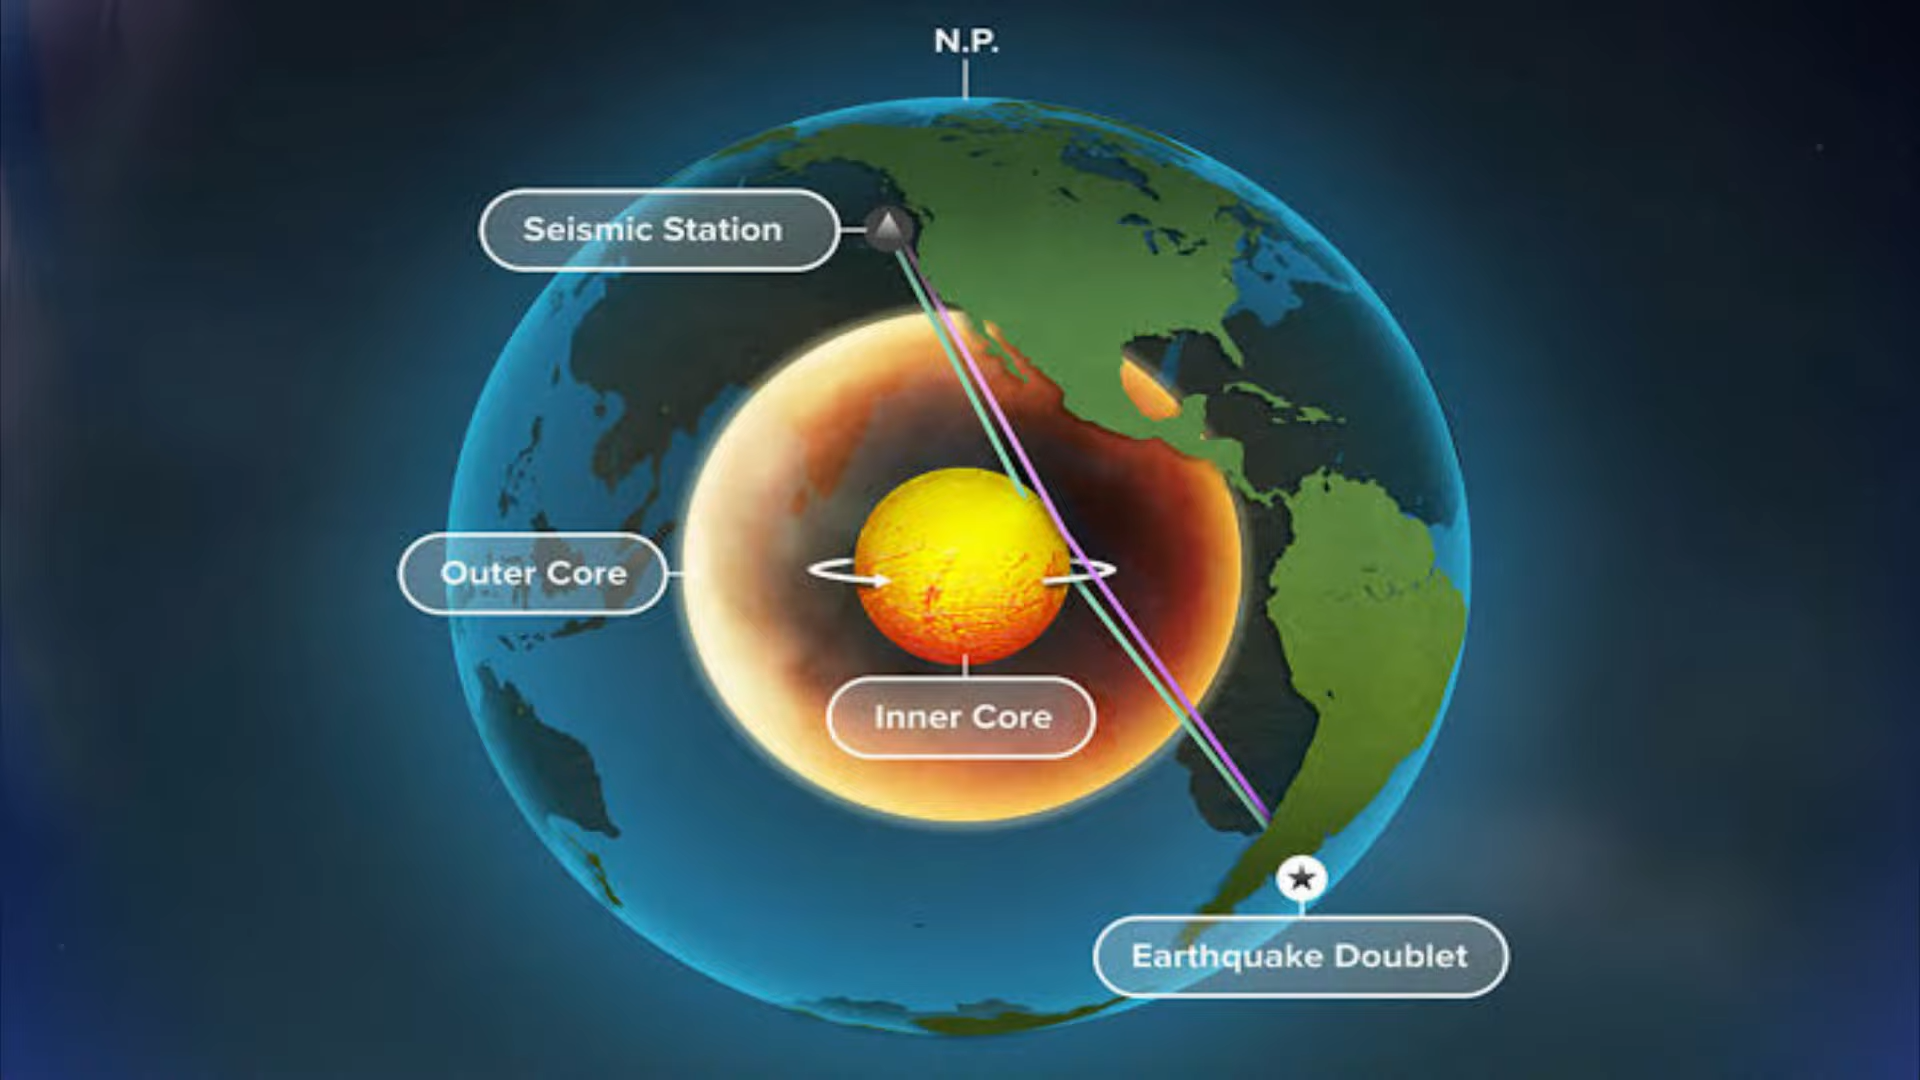 N.P.
Seismic Station
Outer Core
Inner Core
Earthquake Doublet